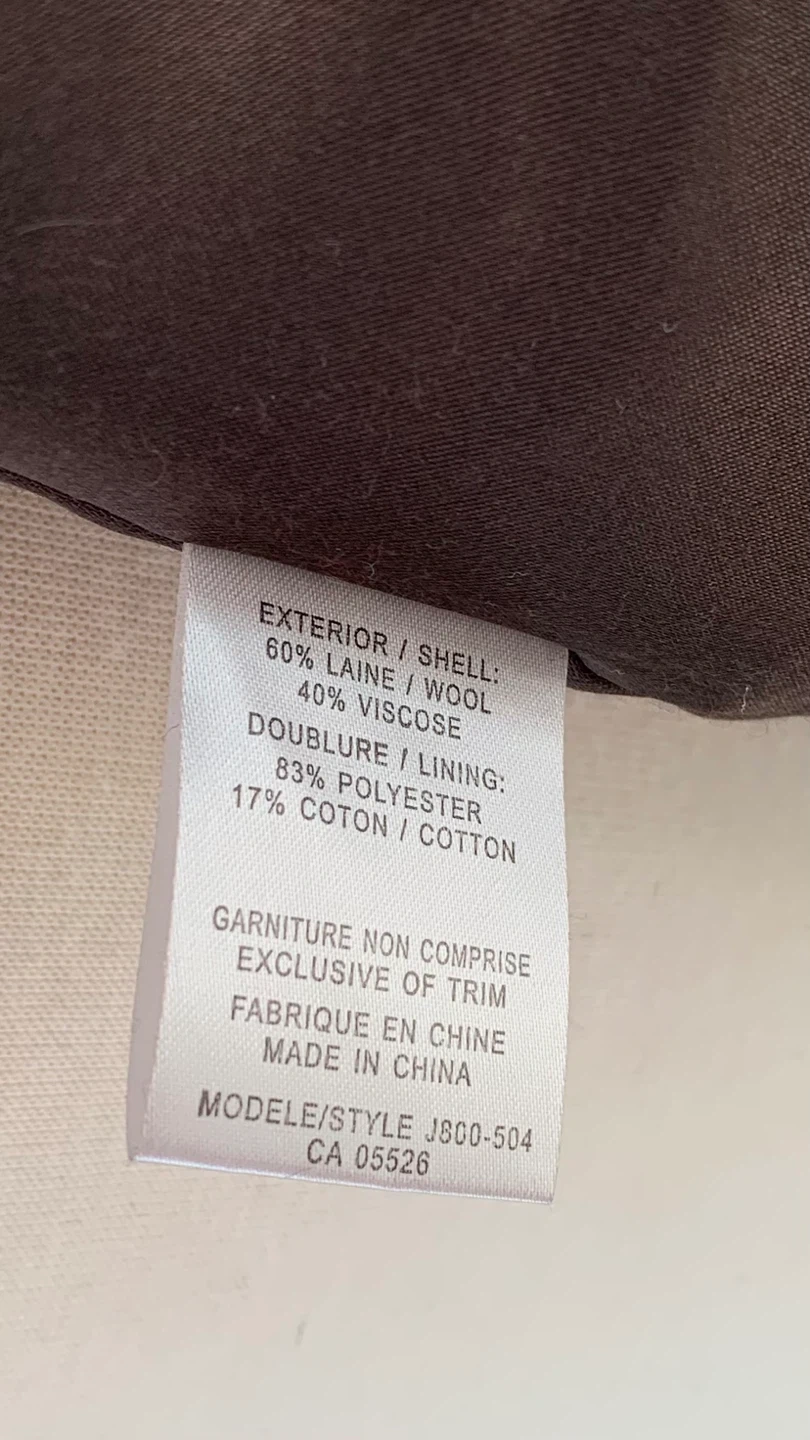 EXTERIOR / SHELL:
60% LAINE / WOOL
40% VISCOSE
DOUBLURE / LINING:
83% POLYESTER
17% COTON / COTTON
GARNITURE NON COMPRISE
EXCLUSIVE OF TRIM
FABRIQUE EN CHINE
MADE IN CHINA
MODELE/STYLE J800-504
CA 05526